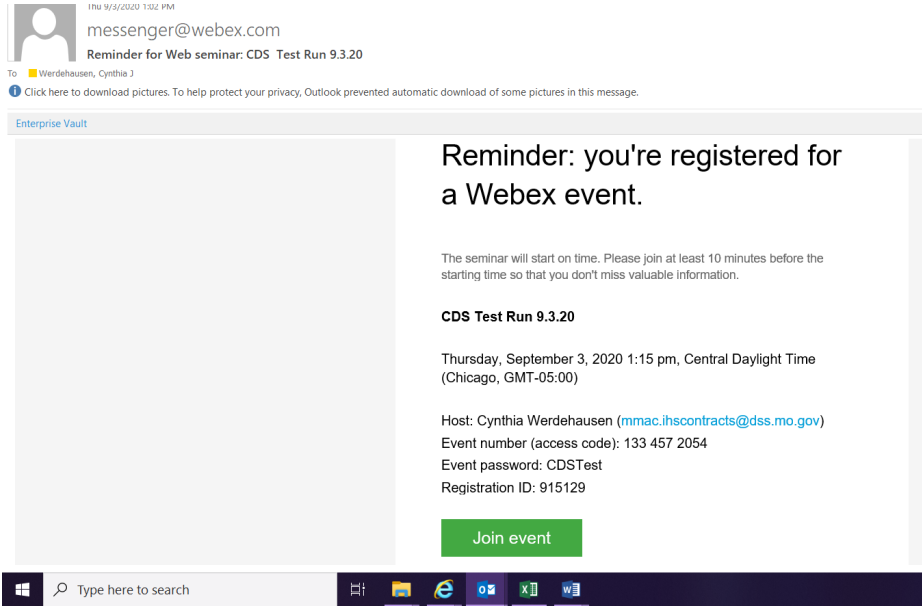 Thu 9/3/2020 1:02 PM
messenger@webex.com
Reminder for Web seminar: CDS Test Run 9.3.20
To Werdehausen, Cynthia J
Click here to download pictures. To help protect your privacy, Outlook prevented automatic download of some pictures in this message.
Enterprise Vault
Reminder: you're registered for
a Webex event.
The seminar will start on time. Please join at least 10 minutes before the
starting time so that you don't miss valuable information.
CDS Test Run 9.3.20
Thursday, September 3, 2020 1:15 pm, Central Daylight Time
(Chicago, GMT-05:00)
Host: Cynthia Werdehausen (mmac.ihscontracts@dss.mo.gov)
Event number (access code): 133 457 2054
Event password: CDSTest
Registration ID: 915129
Join event
Type here to search